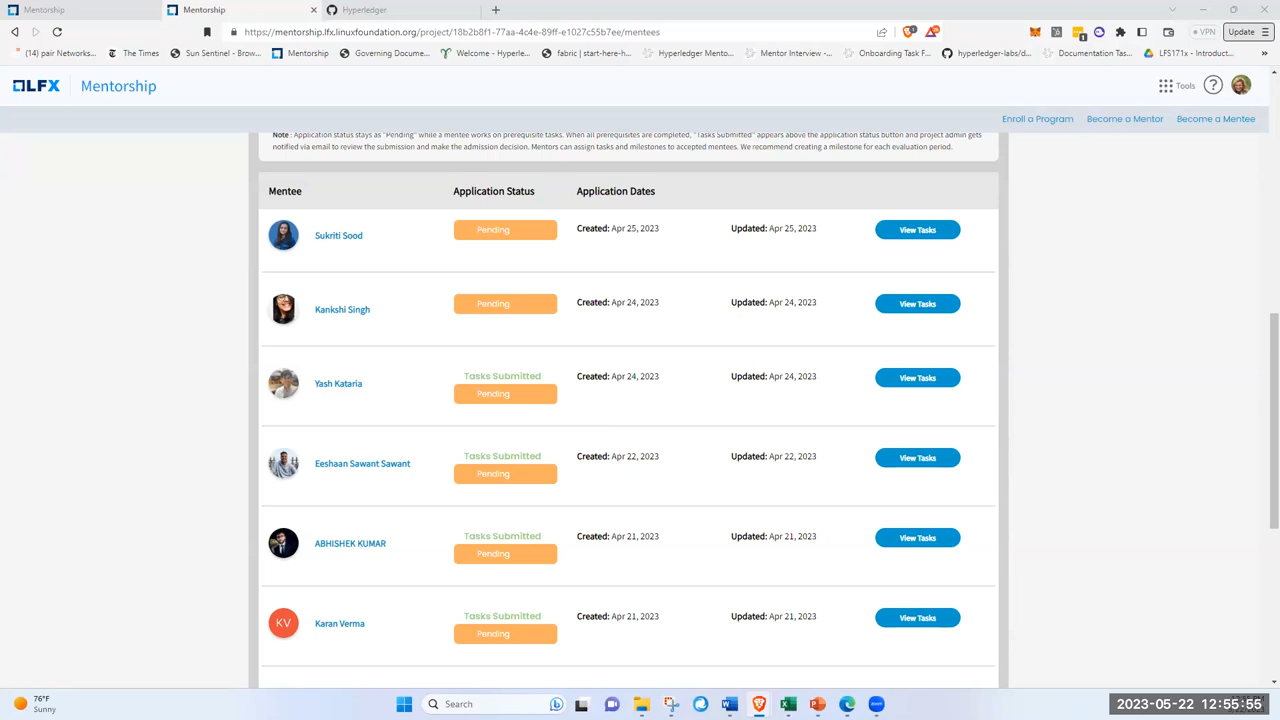 Mentorship
Mentorship
Hyperledger
https://mentorship.lfx.linuxfoundation.org/project/18b2b8f1-77aa-4c4e-89ff-e1027c55b7ee/mentees
VPN
Update
(14) pair Networks...
The Times
Sun Sentinel - Browe...
Mentorship
Governing Docume...
Welcome - Hyperle...
fabric | start-here-h...
Hyperledger Mento...
Mentor Interview -...
Onboarding Task F...
hyperledger-labs/d...
Documentation Tas...
LFS171x - Introduct...
LFX
Mentorship
Tools
Enroll a Program
Become a Mentor
Become a Mentee
Note : Application status stays as "Pending" while a mentee works on prerequisite tasks. When all prerequisites are completed, "Tasks Submitted" appears above the application status button and project admin gets
notified via email to review the submission and make the admission decision. Mentors can assign tasks and milestones to accepted mentees. We recommend creating a milestone for each evaluation period.
Mentee
Application Status
Application Dates
Sukriti Sood
Pending
Created: Apr 25, 2023
Updated: Apr 25, 2023
View Tasks
Kankshi Singh
Pending
Created: Apr 24, 2023
Updated: Apr 24, 2023
View Tasks
Yash Kataria
Tasks Submitted
Pending
Created: Apr 24, 2023
Updated: Apr 24, 2023
View Tasks
Eeshaan Sawant Sawant
Tasks Submitted
Pending
Created: Apr 22, 2023
Updated: Apr 22, 2023
View Tasks
ABHISHEK KUMAR
Tasks Submitted
Pending
Created: Apr 21, 2023
Updated: Apr 21, 2023
View Tasks
KV
Karan Verma
Tasks Submitted
Pending
Created: Apr 21, 2023
Updated: Apr 21, 2023
View Tasks
76°F
Sunny
Search
2023-05-22 12:55:55